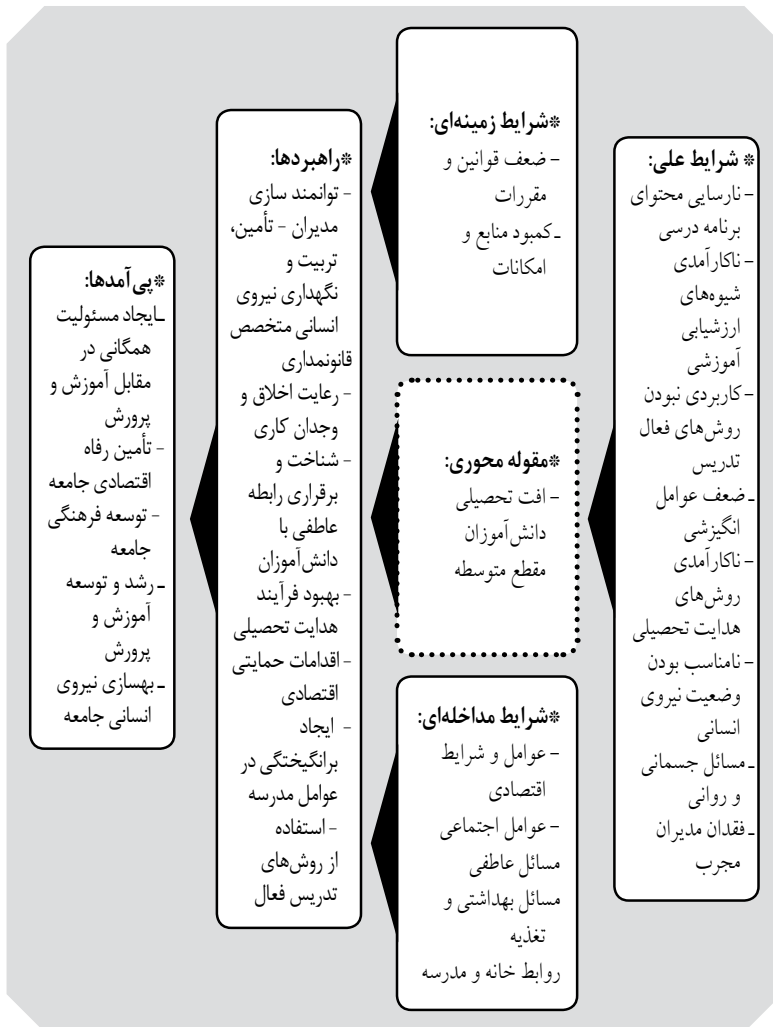 * شرایط علی:
- نارسایی محتوای
برنامه درسی
- ناکارآمدی
شیوه‌های
ارزشیابی
آموزشی
- کاربردی نبودن
روش‌های فعال
تدریس
ـ ضعف عوامل
انگیزشی
- ناکارآمدی
روش‌های
هدایت تحصیلی
- نامناسب بودن
وضعیت نیروی
انسانی
ـ مسائل جسمانی
و روانی
ـ فقدان مدیران
مجرب
*شرایط زمینه‌ای:
- ضعف قوانین و
مقررات
ـ کمبود منابع و
امکانات
*مقوله محوری:
- افت تحصیلی
دانش‌آموزان
مقطع متوسطه
*شرایط مداخله‌ای:
- عوامل و شرایط
اقتصادی
- عوامل اجتماعی
مسائل عاطفی
مسائل بهداشتی و
تغذیه
روابط خانه و مدرسه
*راهبردها:
- توانمند سازی
مدیران - تأمین،
تربیت و
نگهداری نیروی
انسانی متخصص
قانونمداری
- رعایت اخلاق و
وجدان کاری
- شناخت و
برقراری رابطه
عاطفی با
دانش‌آموزان
- بهبود فرآیند
هدایت تحصیلی
- اقدامات حمایتی
اقتصادی
- ایجاد
برانگیختگی در
عوامل مدرسه
- استفاده
از روش‌های
تدریس فعال
*پی‌آمدها:
ـایجاد مسئولیت
همگانی در
مقابل آموزش و
پرورش
- تأمین رفاه
اقتصادی جامعه
- توسعه فرهنگی
جامعه
ـ رشد و توسعه
آموزش و
پرورش
ـ بهسازی نیروی
انسانی جامعه